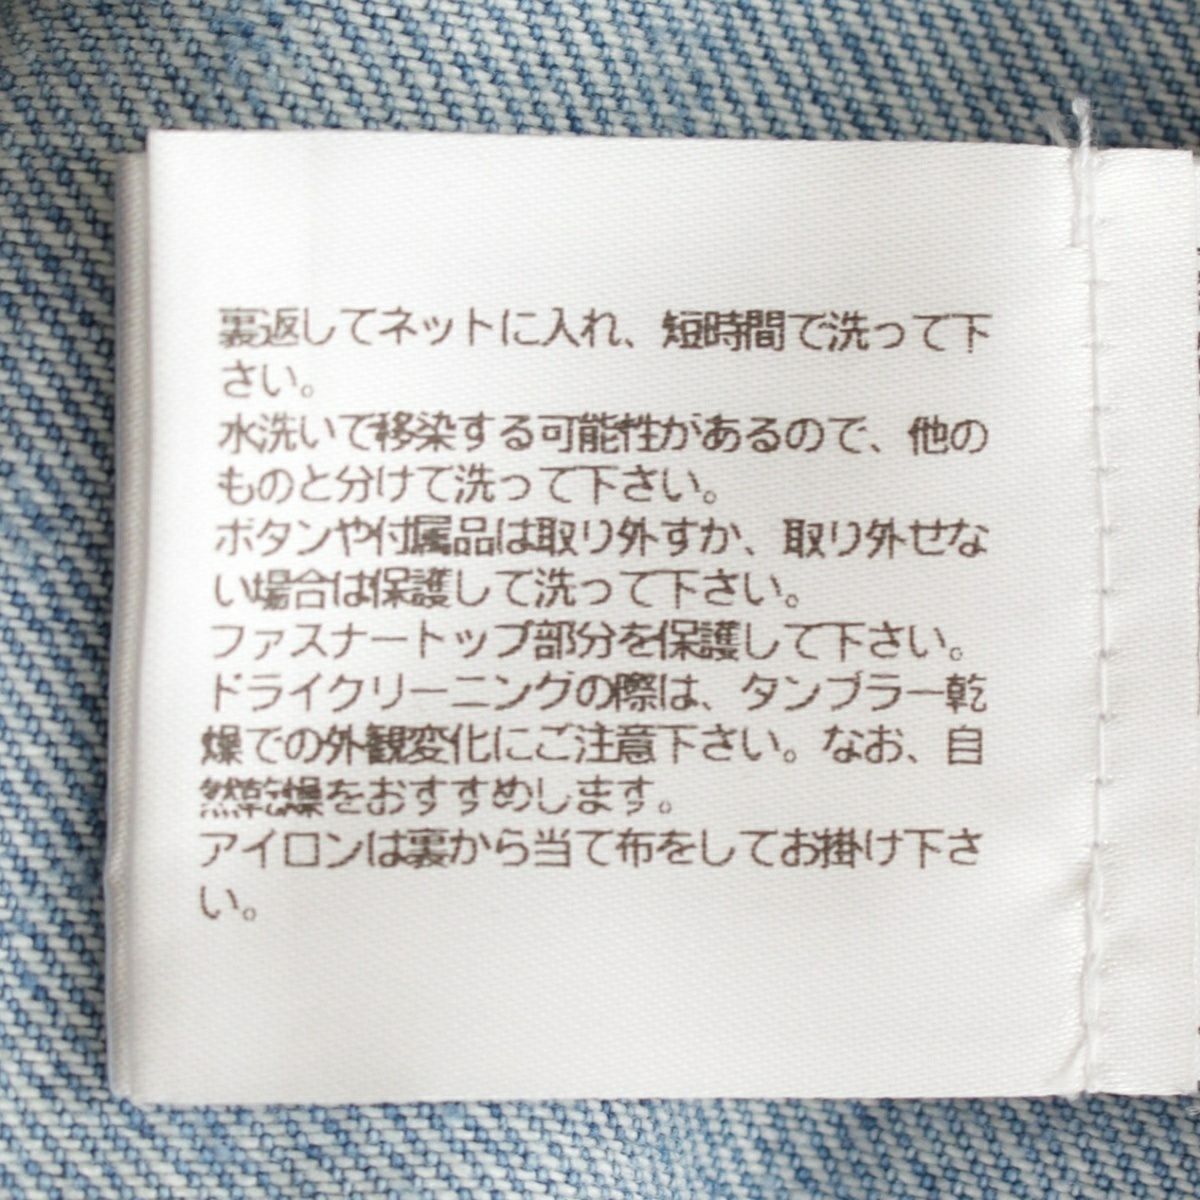 裏返してネットに入れ、短時間で洗って下
さい。
水洗いで移染する可能性があるので、他の
ものと分けて洗って下さい。
ボタンや付属品は取り外すか、取り外せな
い場合は保護して洗って下さい。
ファスナートップ部分を保護して下さい。
ドライクリーニングの際は、タンブラー乾
燥での外観変化にご注意下さい。なお、自
然乾燥をおすすめします。
アイロンは裏から当て布をしてお掛け下さ
い。